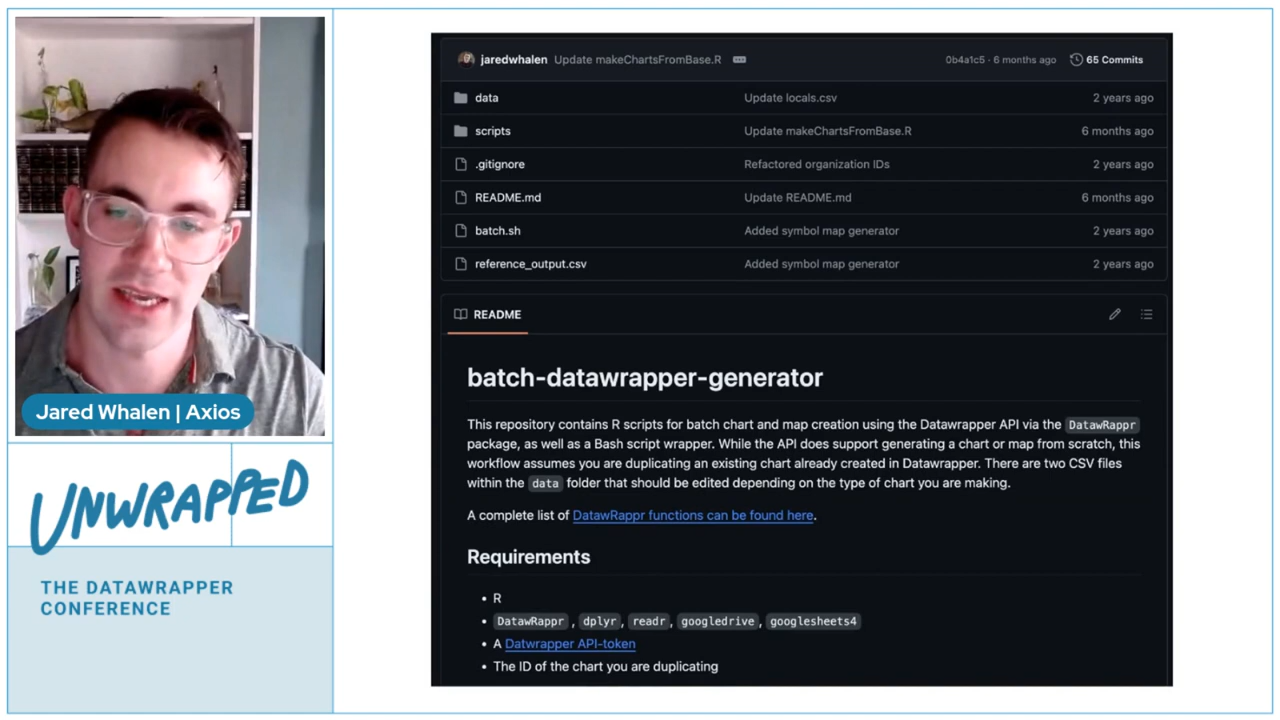 Jared Whalen | Axios
UNWRAPPED
THE DATAWRAPPER
CONFERENCE
jaredwhalen Update makeChartsFromBase.R 0b4a1c5 · 6 months ago 65 Commits
data Update locals.csv 2 years ago
scripts Update makeChartsFromBase.R 6 months ago
.gitignore Refactored organization IDs 2 years ago
README.md Update README.md 6 months ago
batch.sh Added symbol map generator 2 years ago
reference_output.csv Added symbol map generator 2 years ago
README
batch-datawrapper-generator
This repository contains R scripts for batch chart and map creation using the Datawrapper API via the DatawRappr
package, as well as a Bash script wrapper. While the API does support generating a chart or map from scratch, this
workflow assumes you are duplicating an existing chart already created in Datawrapper. There are two CSV files
within the data folder that should be edited depending on the type of chart you are making.
A complete list of DatawRappr functions can be found here.
Requirements
• R
• DatawRappr, dplyr, readr, googledrive, googlesheets4
• A Datwrapper API-token
• The ID of the chart you are duplicating